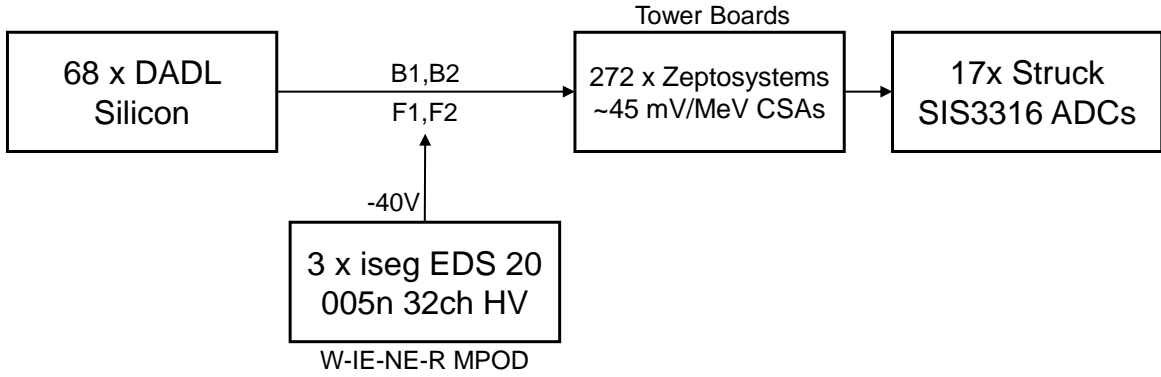 Tower Boards
68 x DADL
Silicon
B1,B2
F1,F2
272 x Zeptosystems
~45 mV/MeV CSAs
17x Struck
SIS3316 ADCs
-40V
3 x iseg EDS 20
005n 32ch HV
W-IE-NE-R MPOD